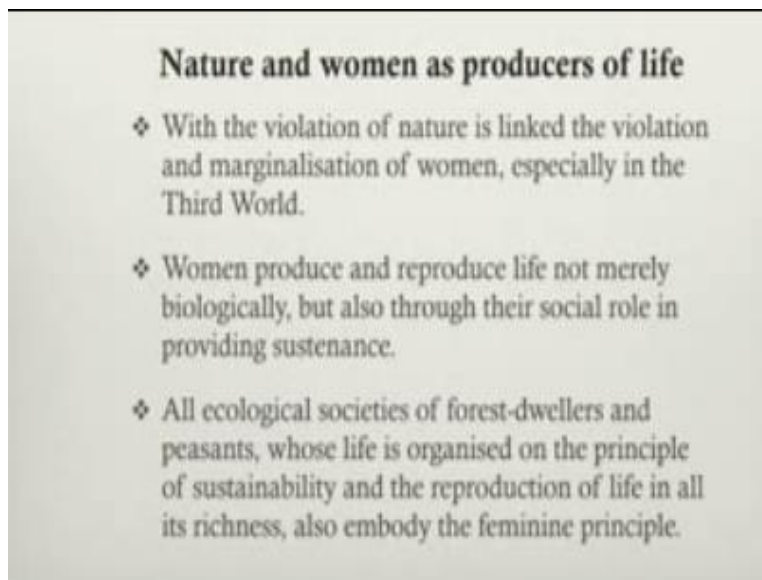 Nature and women as producers of life
❖ With the violation of nature is linked the violation
and marginalisation of women, especially in the
Third World.
❖ Women produce and reproduce life not merely
biologically, but also through their social role in
providing sustenance.
❖ All ecological societies of forest-dwellers and
peasants, whose life is organised on the principle
of sustainability and the reproduction of life in all
its richness, also embody the feminine principle.